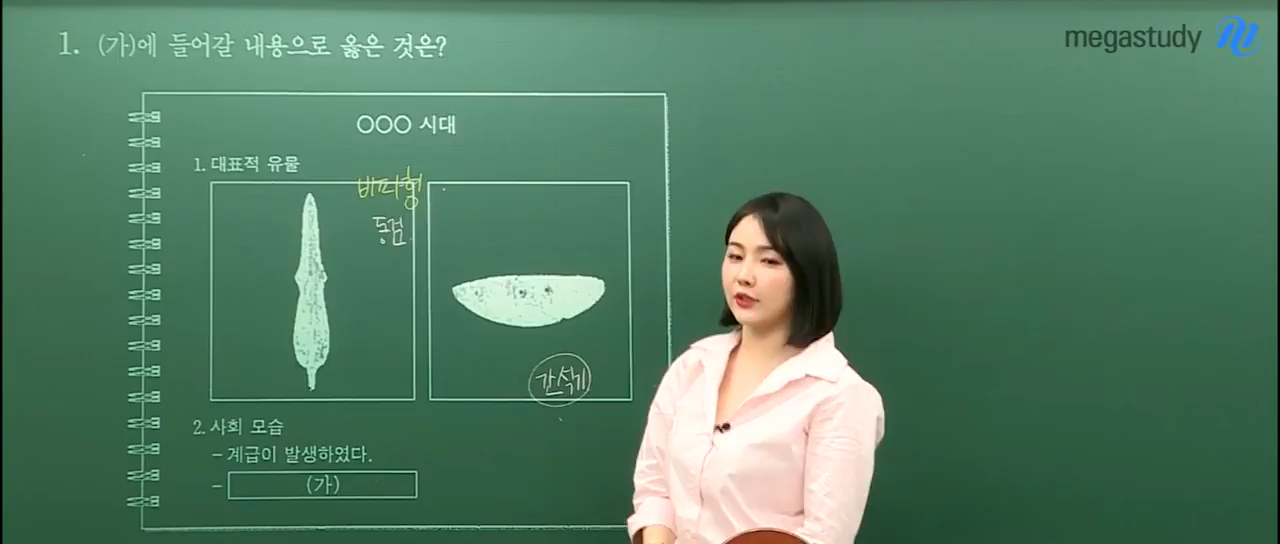 1. (가)에 들어갈 내용으로 옳은 것은?
megastudy
○○○ 시대
1. 대표적 유물
비파형
동검
간석기
2. 사회 모습
- 계급이 발생하였다.
- (가)